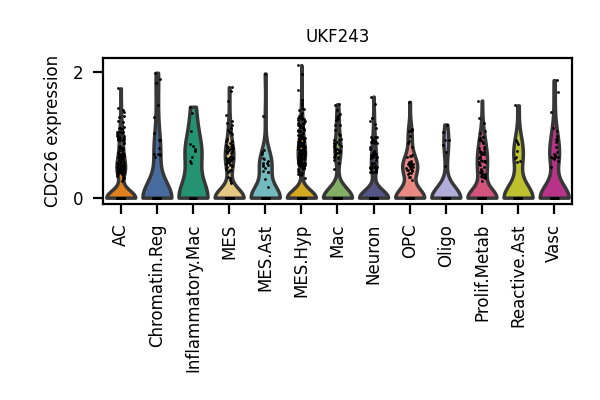 UKF243
CDC26 expression
2
0
AC
Chromatin.Reg
Inflammatory.Mac
MES
MES.Ast
MES.Hyp
Mac
Neuron
OPC
Oligo
Prolif.Metab
Reactive.Ast
Vasc